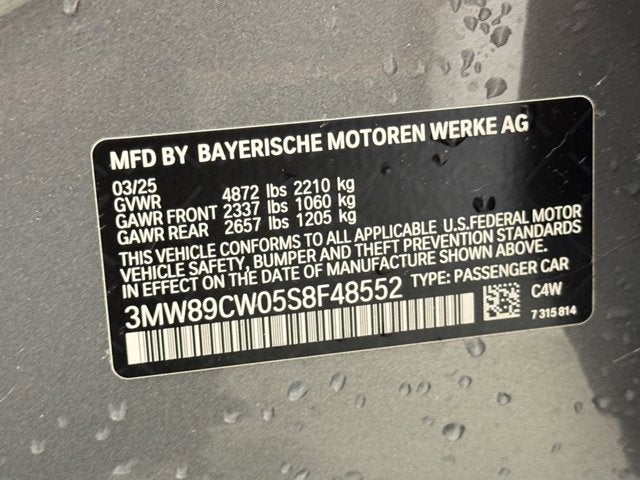 MFD BY BAYERISCHE MOTOREN WERKE AG
03/25
GVWR 4872 lbs 2210 kg
GAWR FRONT 2337 lbs 1060 kg
GAWR REAR 2657 lbs 1205 kg
THIS VEHICLE CONFORMS TO ALL APPLICABLE U.S.FEDERAL MOTOR
VEHICLE SAFETY, BUMPER AND THEFT PREVENTION STANDARDS
IN EFFECT ON THE DATE OF MANUFACTURE SHOWN ABOVE.
3MW89CW05S8F48552 TYPE: PASSENGER CAR
C4W
7 315 814